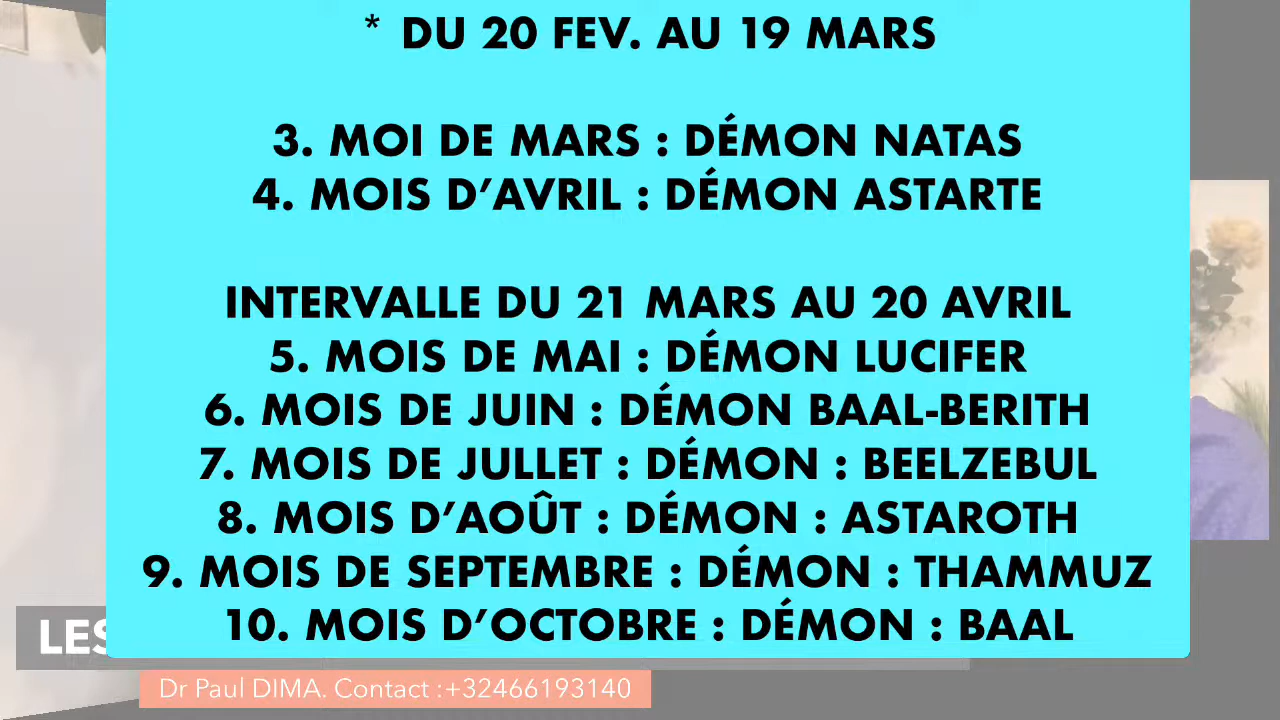 * DU 20 FEV. AU 19 MARS
3. MOI DE MARS : DÉMON NATAS
4. MOIS D’AVRIL : DÉMON ASTARTE
INTERVALLE DU 21 MARS AU 20 AVRIL
5. MOIS DE MAI : DÉMON LUCIFER
6. MOIS DE JUIN : DÉMON BAAL-BERITH
7. MOIS DE JULLET : DÉMON : BEELZEBUL
8. MOIS D’AOÛT : DÉMON : ASTAROTH
9. MOIS DE SEPTEMBRE : DÉMON : THAMMUZ
10. MOIS D’OCTOBRE : DÉMON : BAAL
LES
Dr Paul DIMA. Contact :+32466193140